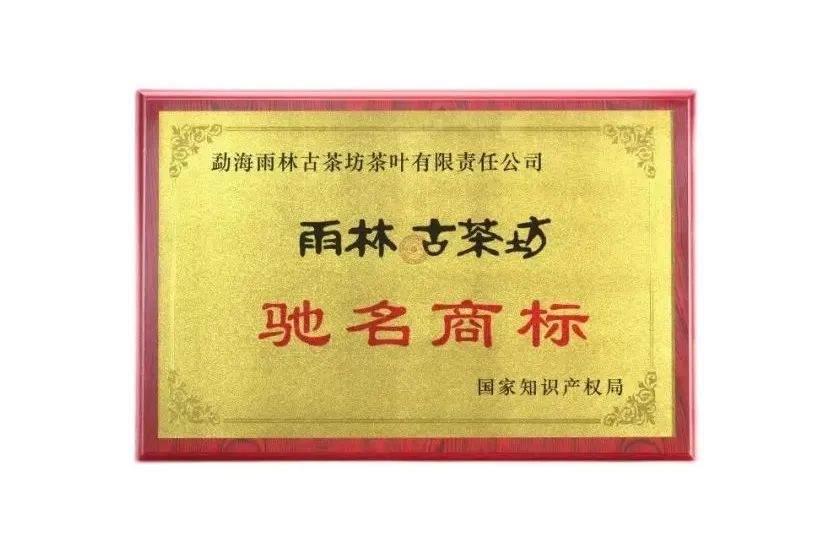 勐海雨林古茶坊茶叶有限责任公司
雨林古茶坊
驰名商标
国家知识产权局